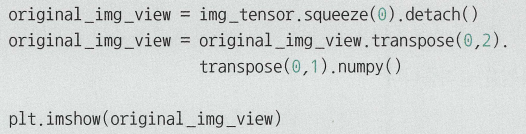 original_img_view = img_tensor.squeeze(0).detach()
original_img_view = original_img_view.transpose(0,2).
transpose(0,1).numpy()
plt.imshow(original_img_view)